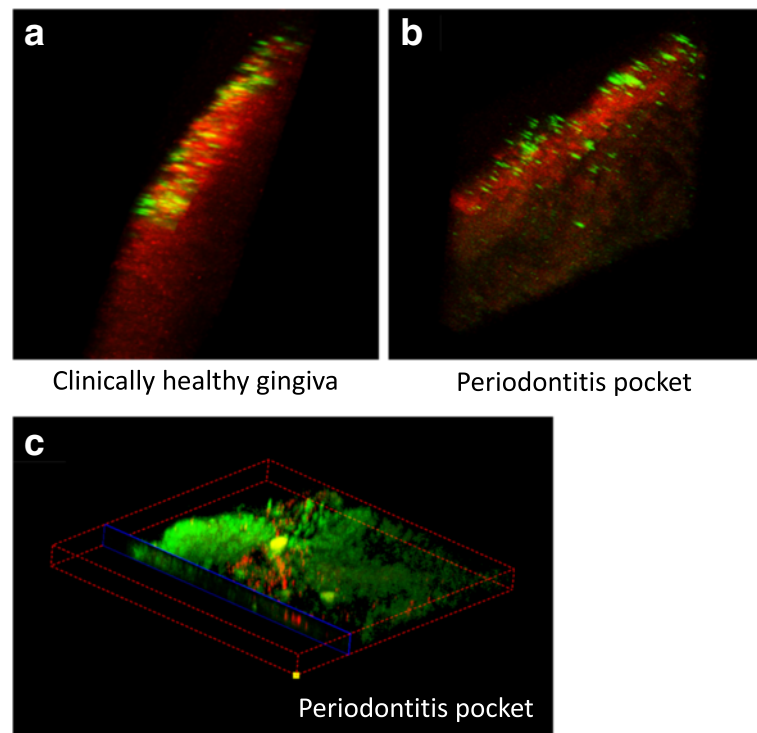 a
b
Clinically healthy gingiva
Periodontitis pocket
c
Periodontitis pocket